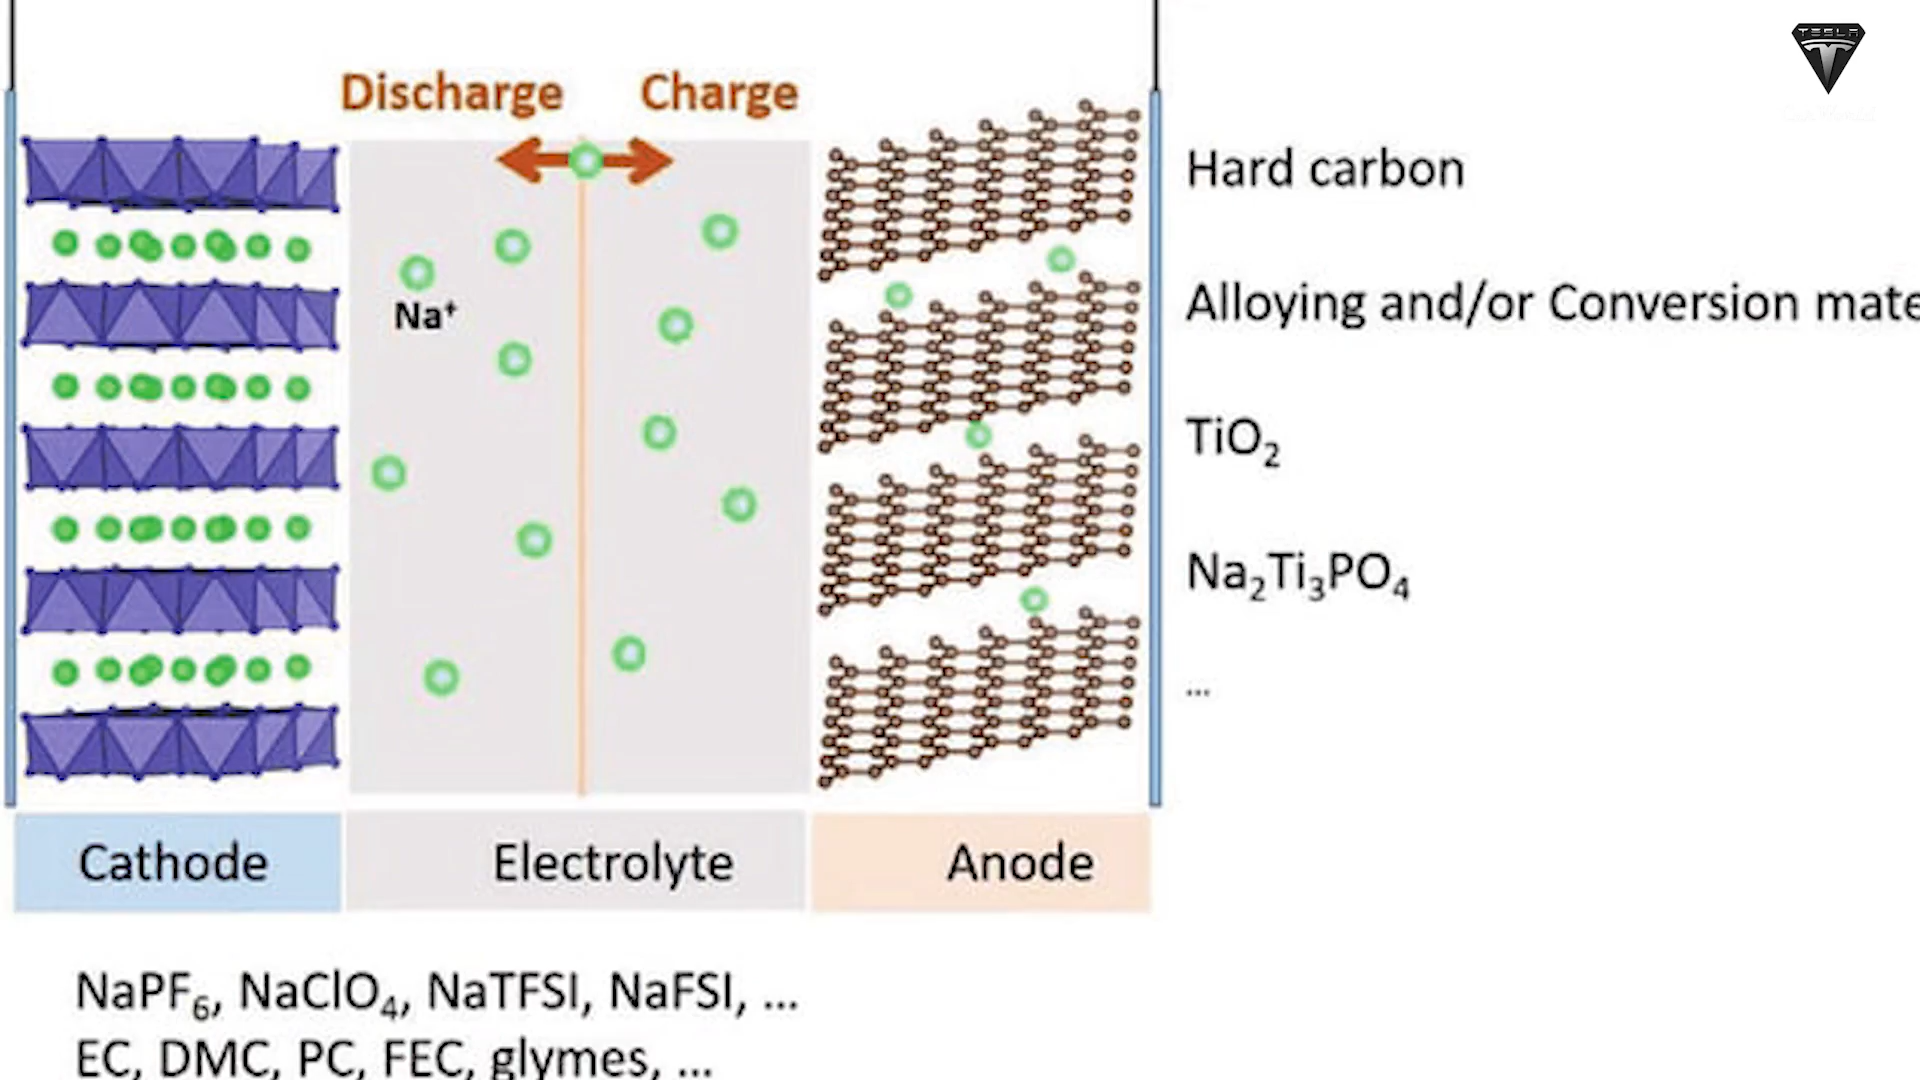 TESLA
Discharge
Charge
Hard carbon
Na⁺
Alloying and/or Conversion mate
TiO₂
Na₂Ti₃PO₄
...
Cathode
Electrolyte
Anode
NaPF₆, NaClO₄, NaTFSI, NaFSI, ...
EC, DMC, PC, FEC, glymes, ...